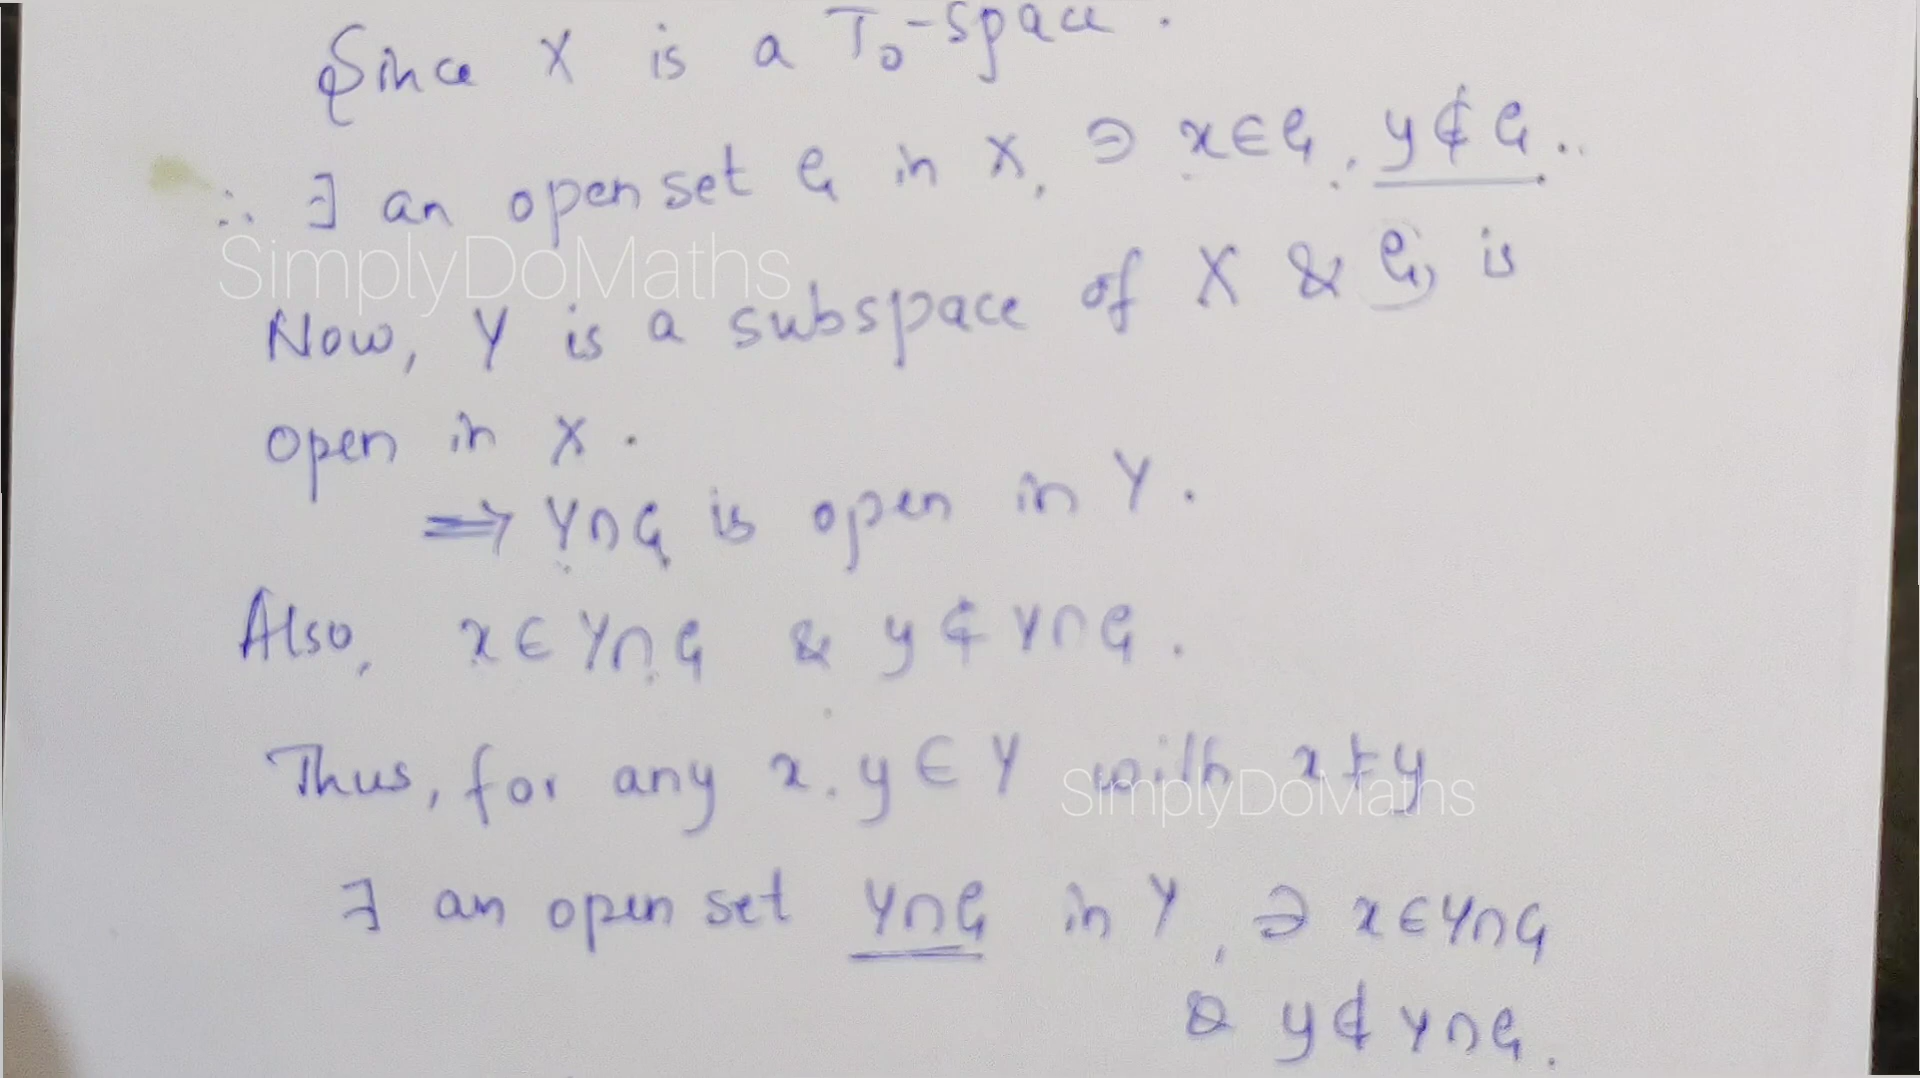 Since X is a T₀-space.
∴ ∃ an open set G in X, ∋ x∈G, y∉G..
SimplyDoMaths
Now, Y is a subspace of X & G, is
open in X.
⟹ Y∩G is open in Y.
Also, x∈Y∩G & y∉Y∩G.
Thus, for any x,y∈Y with x≠y
SimplyDoMaths
∃ an open set Y∩G in Y, ∋ x∈Y∩G
& y∉Y∩G.